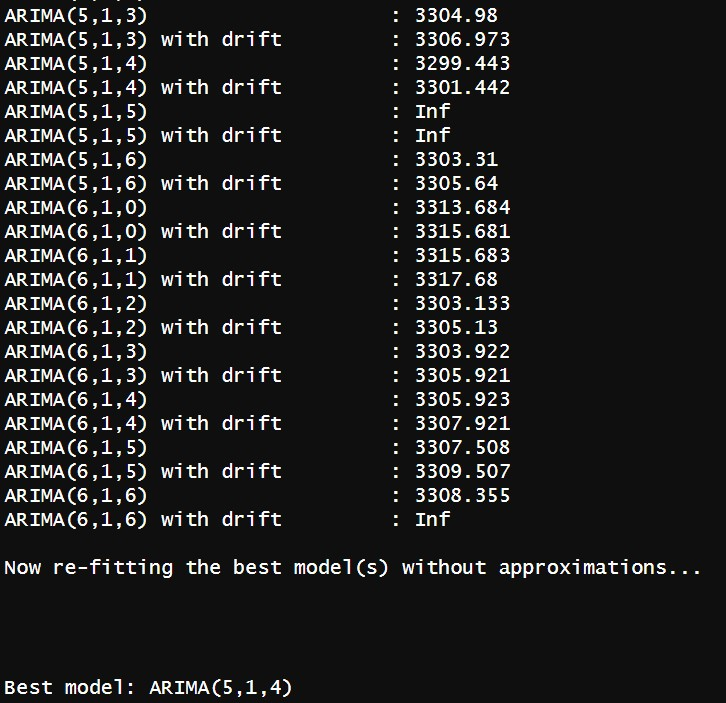 ARIMA(5,1,3) : 3304.98
ARIMA(5,1,3) with drift : 3306.973
ARIMA(5,1,4) : 3299.443
ARIMA(5,1,4) with drift : 3301.442
ARIMA(5,1,5) : Inf
ARIMA(5,1,5) with drift : Inf
ARIMA(5,1,6) : 3303.31
ARIMA(5,1,6) with drift : 3305.64
ARIMA(6,1,0) : 3313.684
ARIMA(6,1,0) with drift : 3315.681
ARIMA(6,1,1) : 3315.683
ARIMA(6,1,1) with drift : 3317.68
ARIMA(6,1,2) : 3303.133
ARIMA(6,1,2) with drift : 3305.13
ARIMA(6,1,3) : 3303.922
ARIMA(6,1,3) with drift : 3305.921
ARIMA(6,1,4) : 3305.923
ARIMA(6,1,4) with drift : 3307.921
ARIMA(6,1,5) : 3307.508
ARIMA(6,1,5) with drift : 3309.507
ARIMA(6,1,6) : 3308.355
ARIMA(6,1,6) with drift : Inf
Now re-fitting the best model(s) without approximations...
Best model: ARIMA(5,1,4)